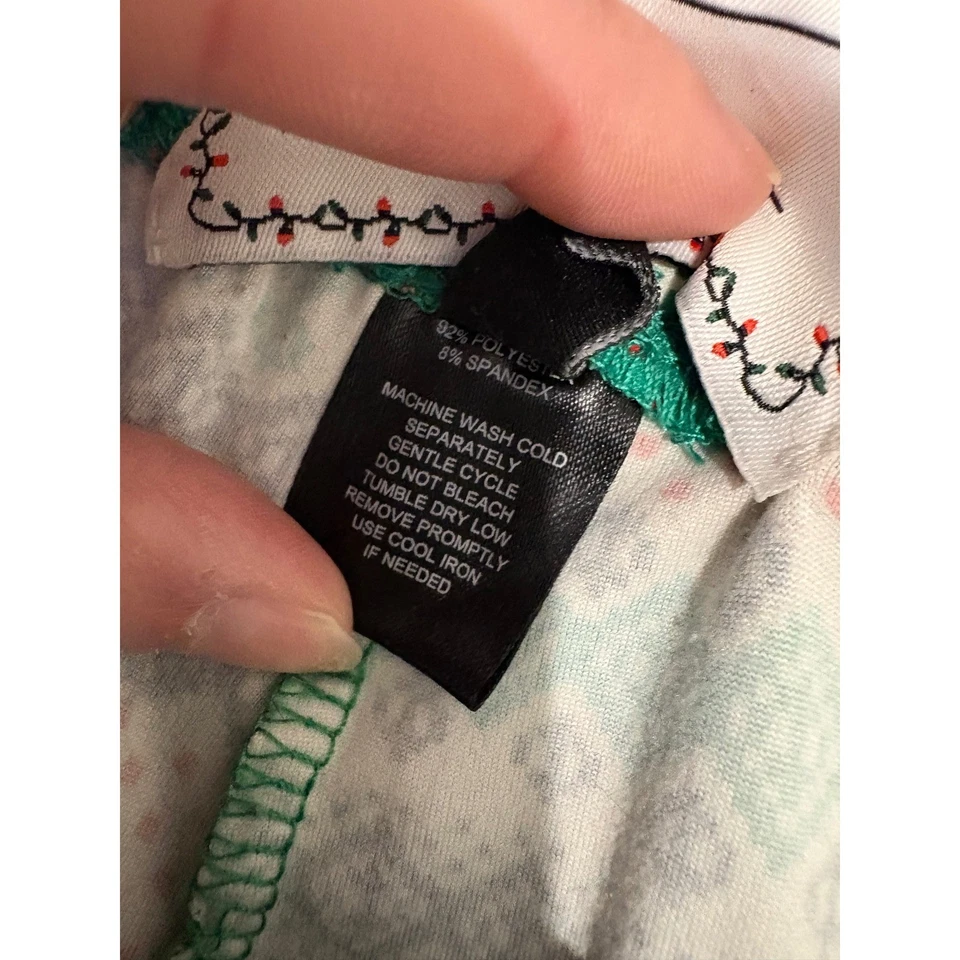 92% POLYESTER
8% SPANDEX
MACHINE WASH COLD
SEPARATELY
GENTLE CYCLE
DO NOT BLEACH
TUMBLE DRY LOW
REMOVE PROMPTLY
USE COOL IRON
IF NEEDED